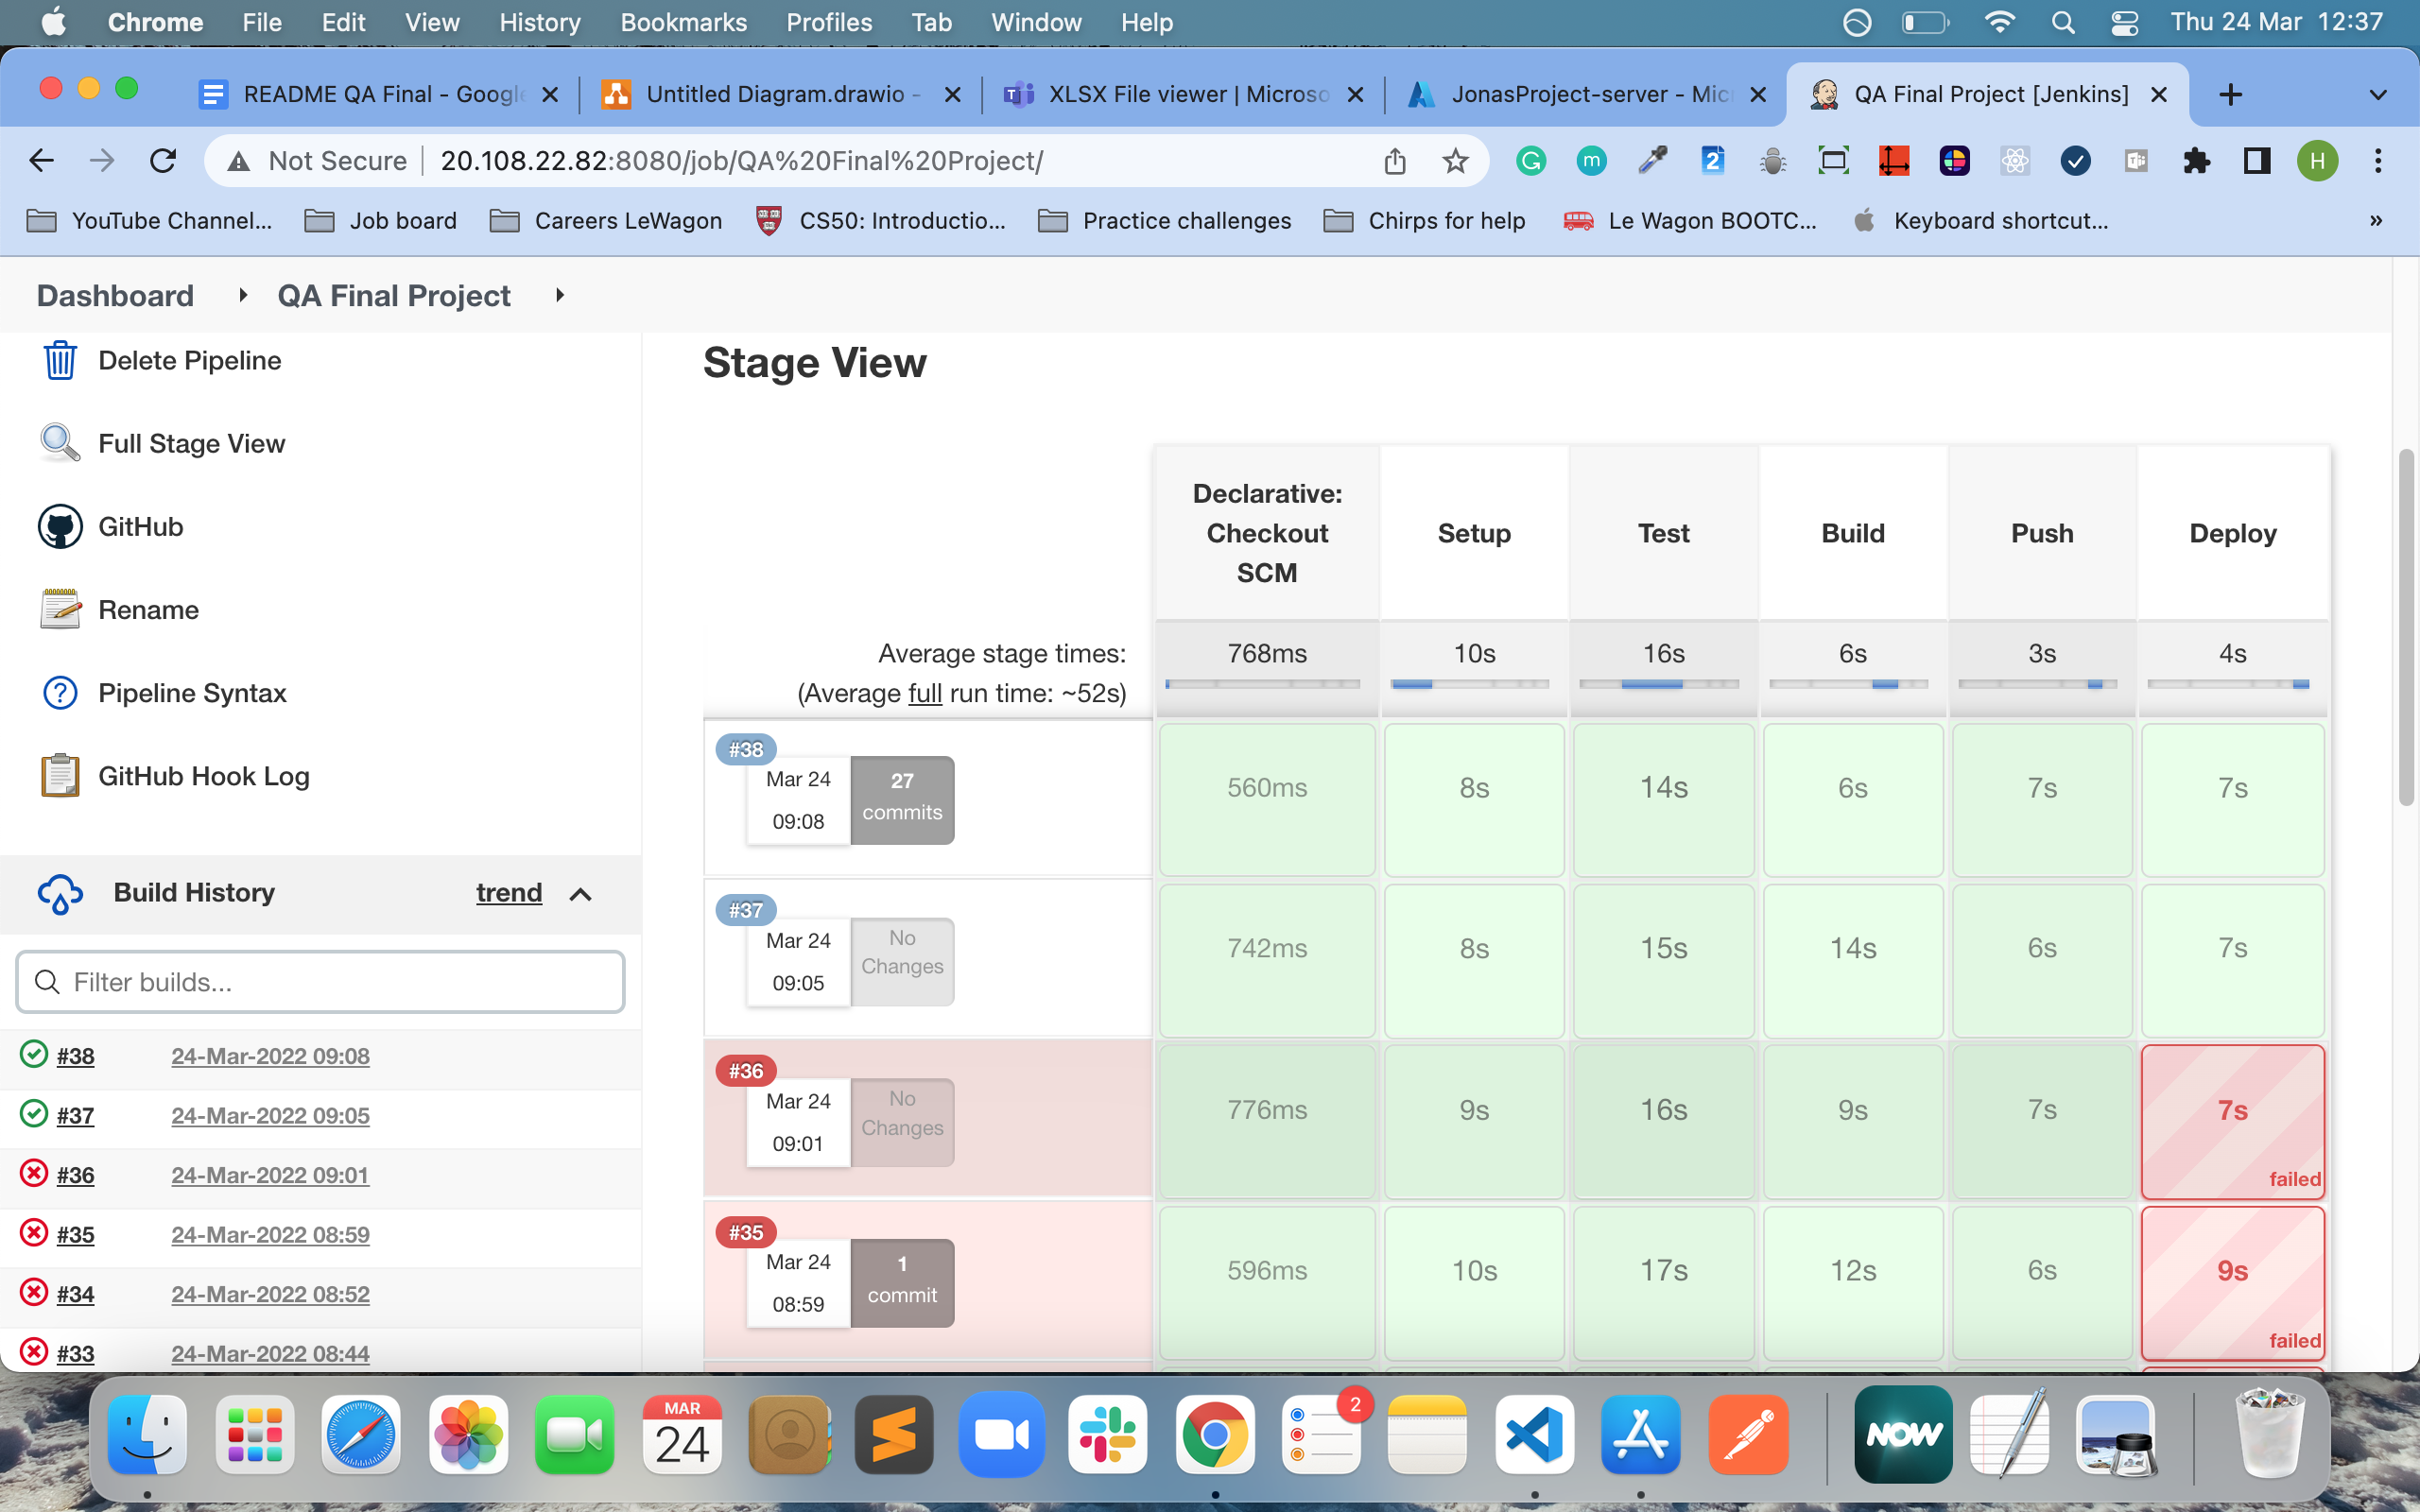 Chrome File Edit View History Bookmarks Profiles Tab Window Help Thu 24 Mar 12:37
README QA Final - Google Untitled Diagram.drawio - XLSX File viewer | Microso JonasProject-server - Mic QA Final Project [Jenkins]
Not Secure 20.108.22.82:8080/job/QA%20Final%20Project/ G m 2 H
YouTube Channel... Job board Careers LeWagon CS50: Introductio... Practice challenges Chirps for help Le Wagon BOOTC... Keyboard shortcut... »
Dashboard QA Final Project
Delete Pipeline
Full Stage View
GitHub
Rename
Pipeline Syntax
GitHub Hook Log
Build History trend
Filter builds...
#38 24-Mar-2022 09:08
#37 24-Mar-2022 09:05
#36 24-Mar-2022 09:01
#35 24-Mar-2022 08:59
#34 24-Mar-2022 08:52
#33 24-Mar-2022 08:44
Stage View
Declarative:
Checkout
SCM
Setup Test Build Push Deploy
Average stage times:
(Average full run time: ~52s)
768ms 10s 16s 6s 3s 4s
#38
Mar 24
09:08
27
commits
560ms 8s 14s 6s 7s 7s
#37
Mar 24
09:05
No
Changes
742ms 8s 15s 14s 6s 7s
#36
Mar 24
09:01
No
Changes
776ms 9s 16s 9s 7s 7s
failed
#35
Mar 24
08:59
1
commit
596ms 10s 17s 12s 6s 9s
failed
MAR
24
2
NOW